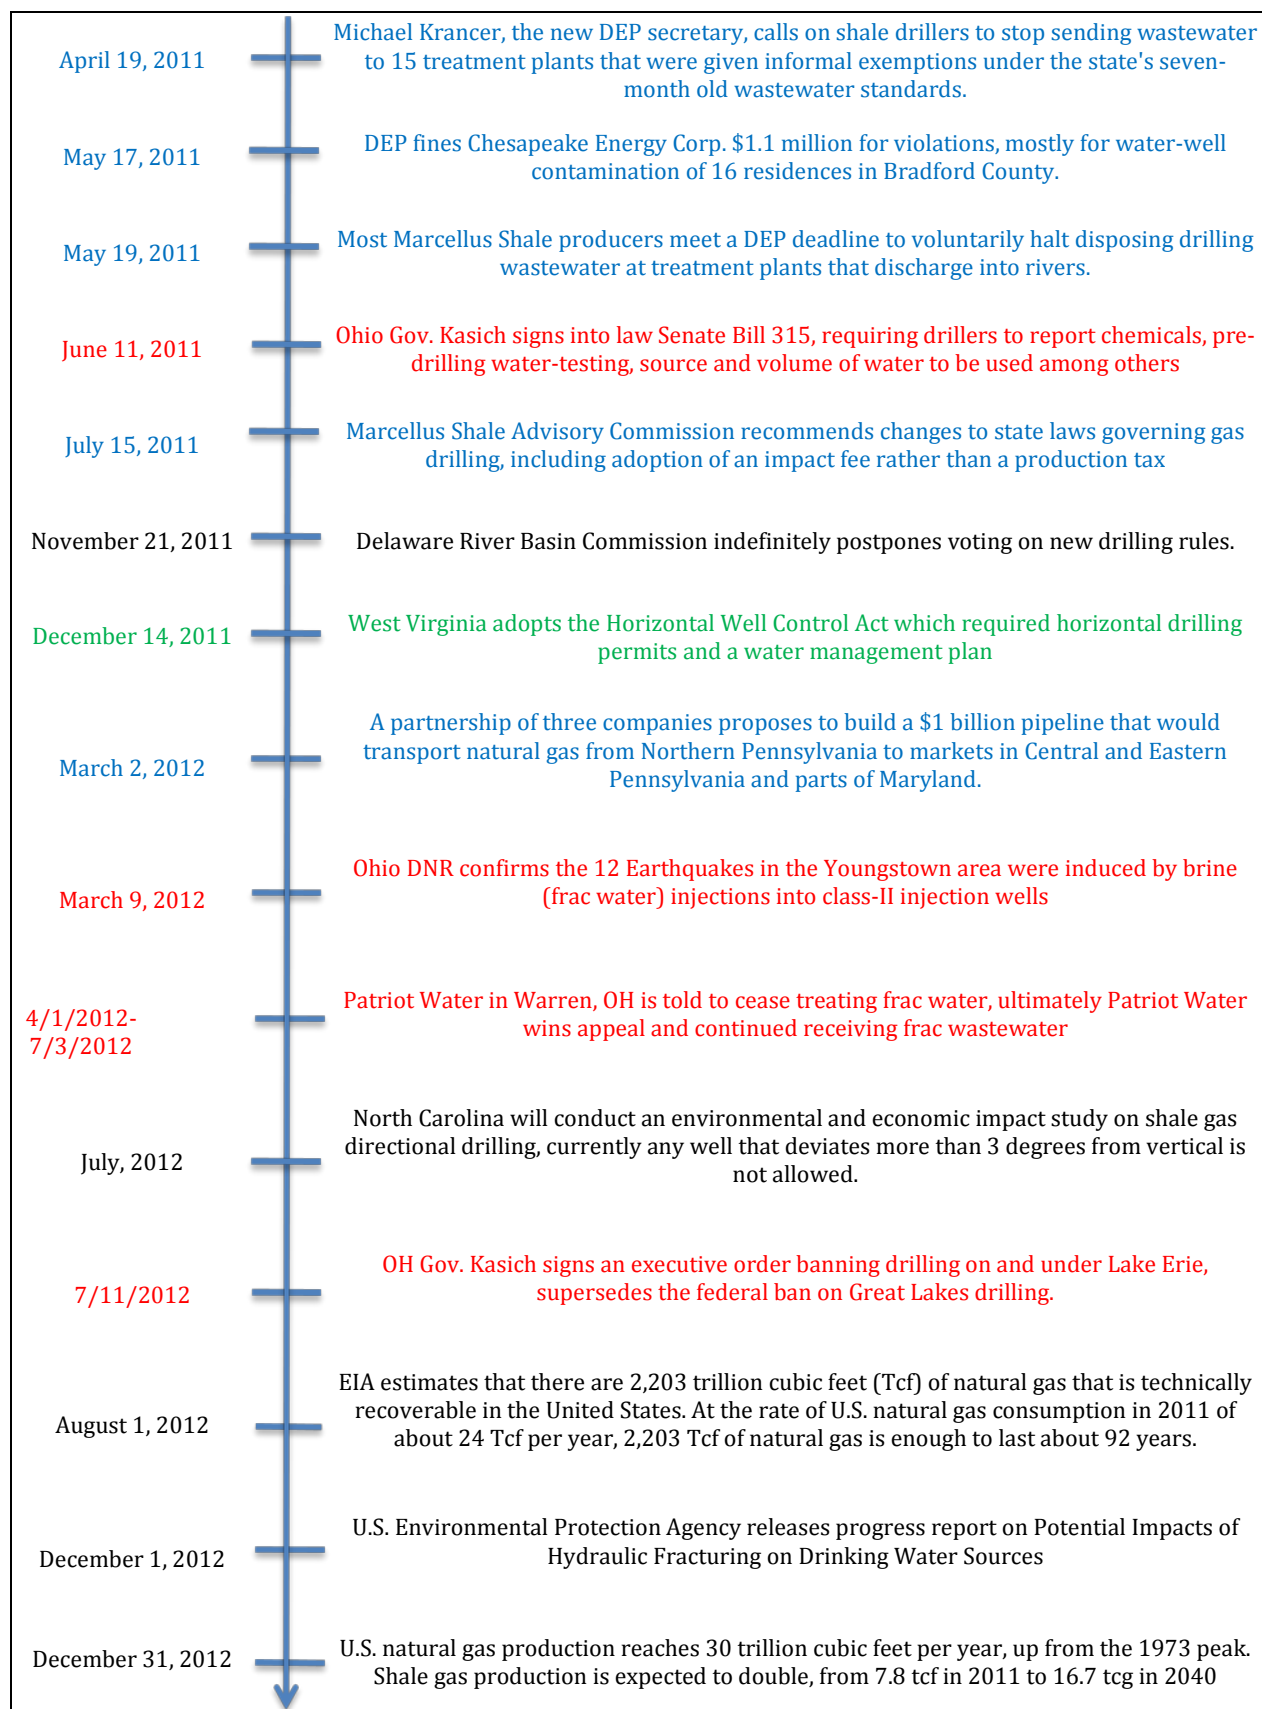 April 19, 2011
Michael Krancer, the new DEP secretary, calls on shale drillers to stop sending wastewater
to 15 treatment plants that were given informal exemptions under the state's seven-
month old wastewater standards.
May 17, 2011
DEP fines Chesapeake Energy Corp. $1.1 million for violations, mostly for water-well
contamination of 16 residences in Bradford County.
May 19, 2011
Most Marcellus Shale producers meet a DEP deadline to voluntarily halt disposing drilling
wastewater at treatment plants that discharge into rivers.
June 11, 2011
Ohio Gov. Kasich signs into law Senate Bill 315, requiring drillers to report chemicals, pre-
drilling water-testing, source and volume of water to be used among others
July 15, 2011
Marcellus Shale Advisory Commission recommends changes to state laws governing gas
drilling, including adoption of an impact fee rather than a production tax
November 21, 2011
Delaware River Basin Commission indefinitely postpones voting on new drilling rules.
December 14, 2011
West Virginia adopts the Horizontal Well Control Act which required horizontal drilling
permits and a water management plan
March 2, 2012
A partnership of three companies proposes to build a $1 billion pipeline that would
transport natural gas from Northern Pennsylvania to markets in Central and Eastern
Pennsylvania and parts of Maryland.
March 9, 2012
Ohio DNR confirms the 12 Earthquakes in the Youngstown area were induced by brine
(frac water) injections into class-II injection wells
4/1/2012-
7/3/2012
Patriot Water in Warren, OH is told to cease treating frac water, ultimately Patriot Water
wins appeal and continued receiving frac wastewater
July, 2012
North Carolina will conduct an environmental and economic impact study on shale gas
directional drilling, currently any well that deviates more than 3 degrees from vertical is
not allowed.
7/11/2012
OH Gov. Kasich signs an executive order banning drilling on and under Lake Erie,
supersedes the federal ban on Great Lakes drilling.
August 1, 2012
EIA estimates that there are 2,203 trillion cubic feet (Tcf) of natural gas that is technically
recoverable in the United States. At the rate of U.S. natural gas consumption in 2011 of
about 24 Tcf per year, 2,203 Tcf of natural gas is enough to last about 92 years.
December 1, 2012
U.S. Environmental Protection Agency releases progress report on Potential Impacts of
Hydraulic Fracturing on Drinking Water Sources
December 31, 2012
U.S. natural gas production reaches 30 trillion cubic feet per year, up from the 1973 peak.
Shale gas production is expected to double, from 7.8 tcf in 2011 to 16.7 tcg in 2040